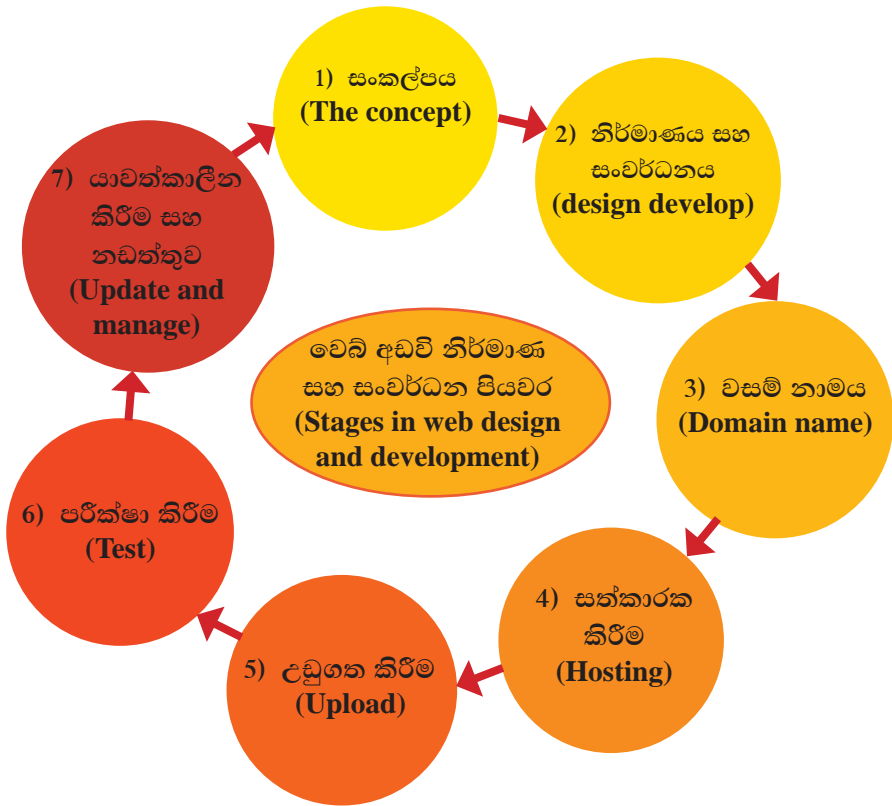 1) සංකල්පය
(The concept)
2) නිර්මාණය සහ
සංවර්ධනය
(design develop)
3) වසම් නාමය
(Domain name)
4) සත්කාරක
කිරීම
(Hosting)
5) උඩුගත කිරීම
(Upload)
6) පරීක්ෂා කිරීම
(Test)
7) යාවත්කාලීන
කිරීම සහ
නඩත්තුව
(Update and
manage)
වෙබ් අඩවි නිර්මාණ
සහ සංවර්ධන පියවර
(Stages in web design
and development)